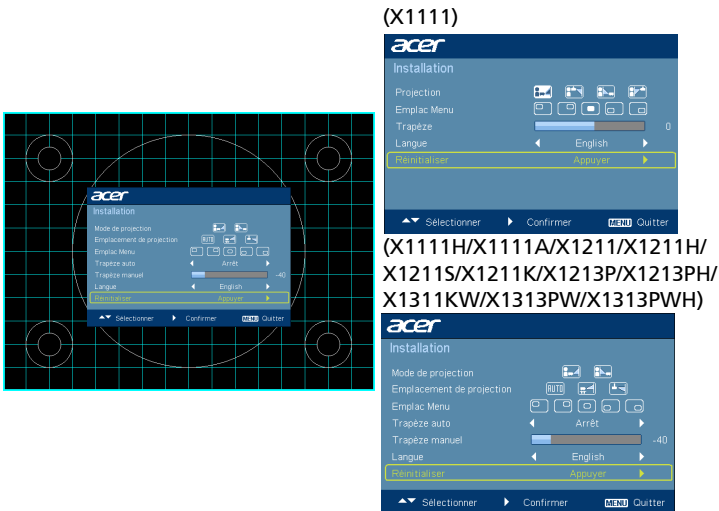 (X1111)
acer
Installation
Projection
Emplac Menu
Trapèze 0
Langue English
Réinitialiser Appuyer
Sélectionner Confirmer MENU Quitter
(X1111H/X1111A/X1211/X1211H/
X1211S/X1211K/X1213P/X1213PH/
X1311KW/X1313PW/X1313PWH)
acer
Installation
Mode de projection
Emplacement de projection AUTO
Emplac Menu
Trapèze auto Arrêt
Trapèze manuel -40
Langue English
Réinitialiser Appuyer
Sélectionner Confirmer MENU Quitter
acer
Installation
Mode de projection
Emplacement de projection AUTO
Emplac Menu
Trapèze auto Arrêt
Trapèze manuel -40
Langue English
Réinitialiser Appuyer
Sélectionner Confirmer MENU Quitter